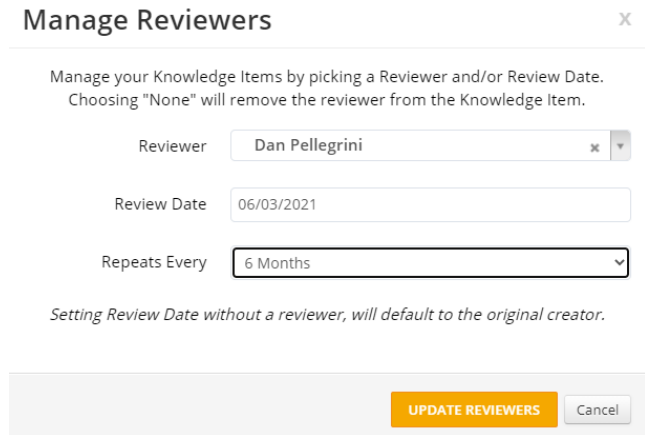 Manage Reviewers
X
Manage your Knowledge Items by picking a Reviewer and/or Review Date.
Choosing "None" will remove the reviewer from the Knowledge Item.
Reviewer Dan Pellegrini
Review Date 06/03/2021
Repeats Every 6 Months
Setting Review Date without a reviewer, will default to the original creator.
UPDATE REVIEWERS Cancel